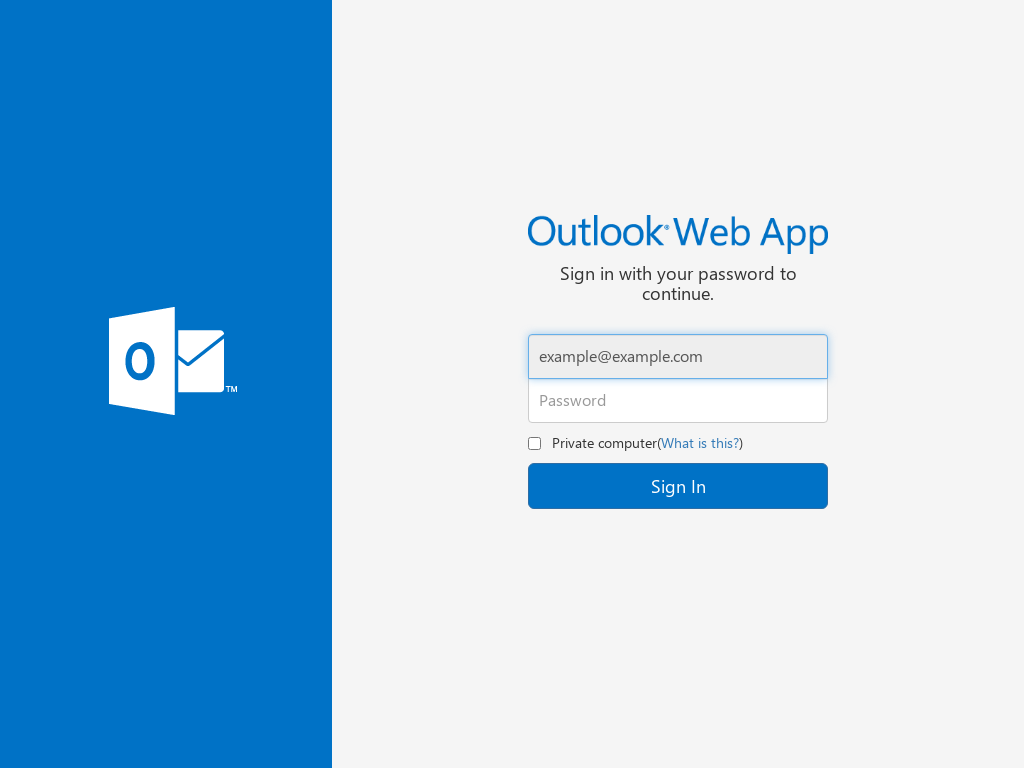 Outlook® Web App
Sign in with your password to
continue.
O
TM
example@example.com
Password
Private computer(What is this?)
Sign In